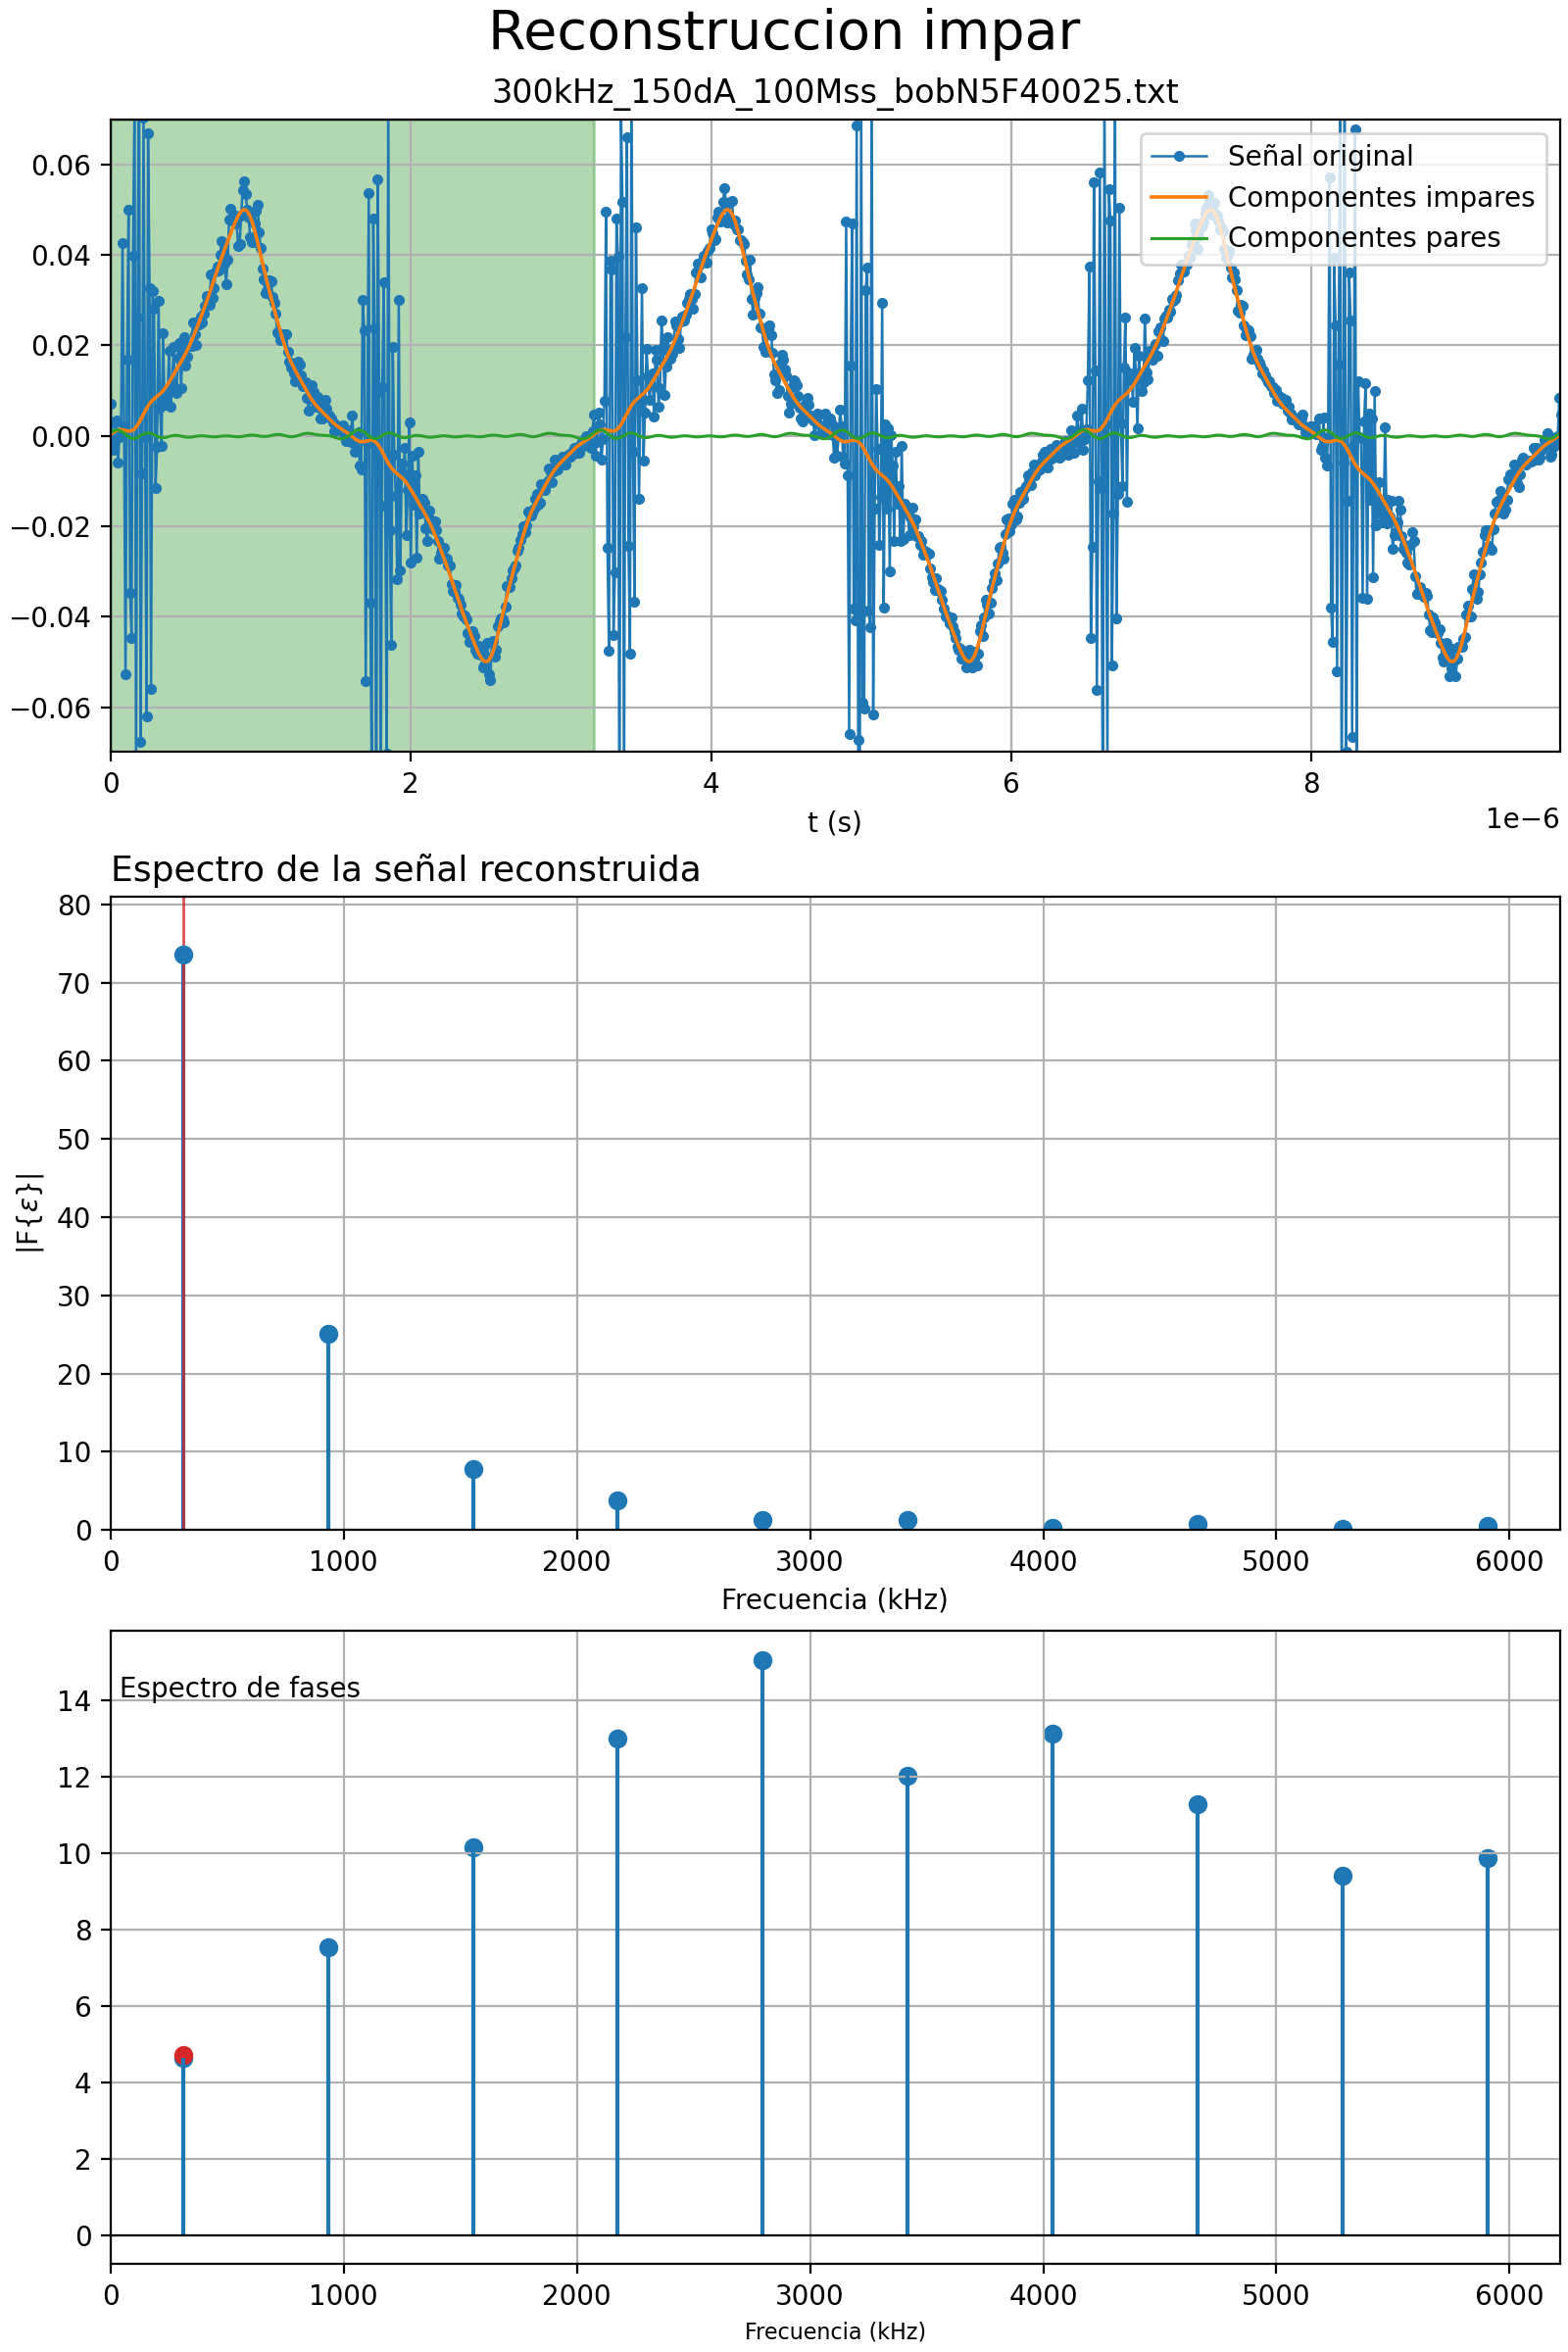 Reconstruccion impar
300kHz_150dA_100Mss_bobN5F40025.txt
0.06
0.04
0.02
0.00
−0.02
−0.04
−0.06
Señal original
Componentes impares
Componentes pares
0 2 4 6 8
1e−6
t (s)
Espectro de la señal reconstruida
80
70
60
50
40
30
20
10
0
|F{ε}|
0 1000 2000 3000 4000 5000 6000
Frecuencia (kHz)
Espectro de fases
14
12
10
8
6
4
2
0
0 1000 2000 3000 4000 5000 6000
Frecuencia (kHz)